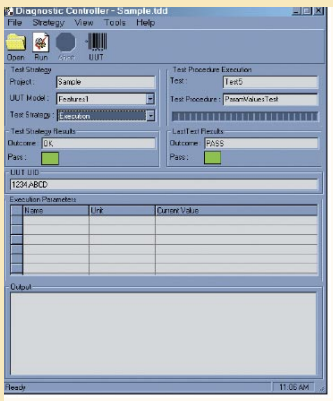 Diagnostic Controller - Sample.tdd
File Strategy View Tools Help
Open Run Abort UUT
Test Strategy
Project : Sample
UUT Model : Features1
Test Strategy : Execution
Test Procedure Execution
Test : Test5
Test Procedure : ParamValuesTest
Test Strategy Results
Outcome : OK
Pass :
Last Test Results
Outcome : PASS
Pass :
UUT UID
1234ABCD
Execution Parameters
Name Unit Current Value
Output
Ready 11:06 AM